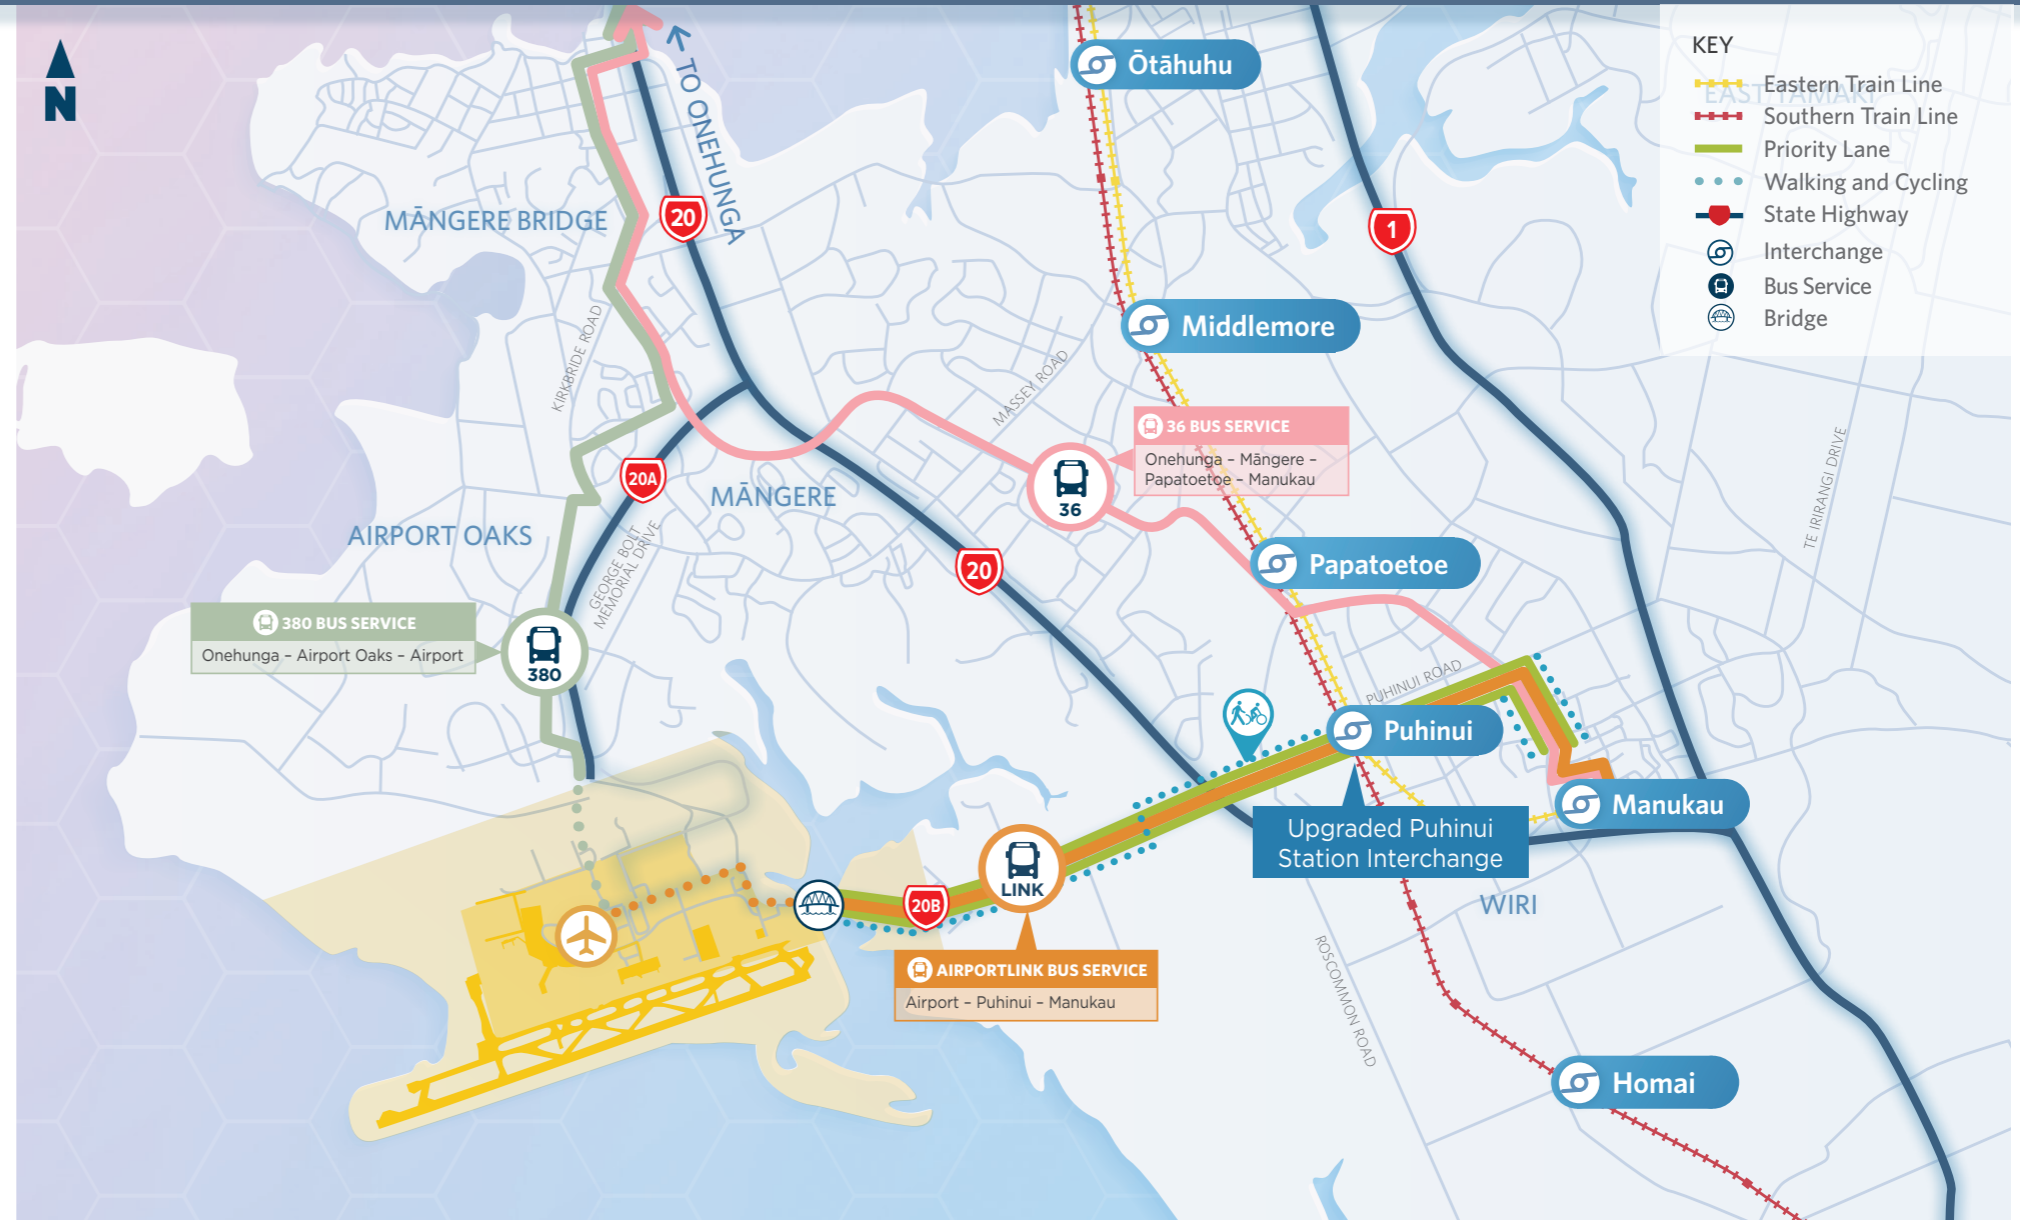 N
TO ONEHUNGA
Ōtāhuhu
KEY
EAST TAMAKI
Eastern Train Line
Southern Train Line
Priority Lane
Walking and Cycling
State Highway
Interchange
Bus Service
Bridge
MĀNGERE BRIDGE
20
1
KIRKBRIDE ROAD
Middlemore
MASSEY ROAD
36 BUS SERVICE
Onehunga – Māngere –
Papatoetoe – Manukau
20A
MĀNGERE
36
AIRPORT OAKS
GEORGE BOLT
MEMORIAL DRIVE
20
Papatoetoe
TE IRIRANGI DRIVE
380 BUS SERVICE
Onehunga – Airport Oaks – Airport
380
PUHINUI ROAD
Puhinui
Manukau
Upgraded Puhinui
Station Interchange
LINK
20B
WIRI
AIRPORTLINK BUS SERVICE
Airport – Puhinui – Manukau
ROSCOMMON ROAD
Homai